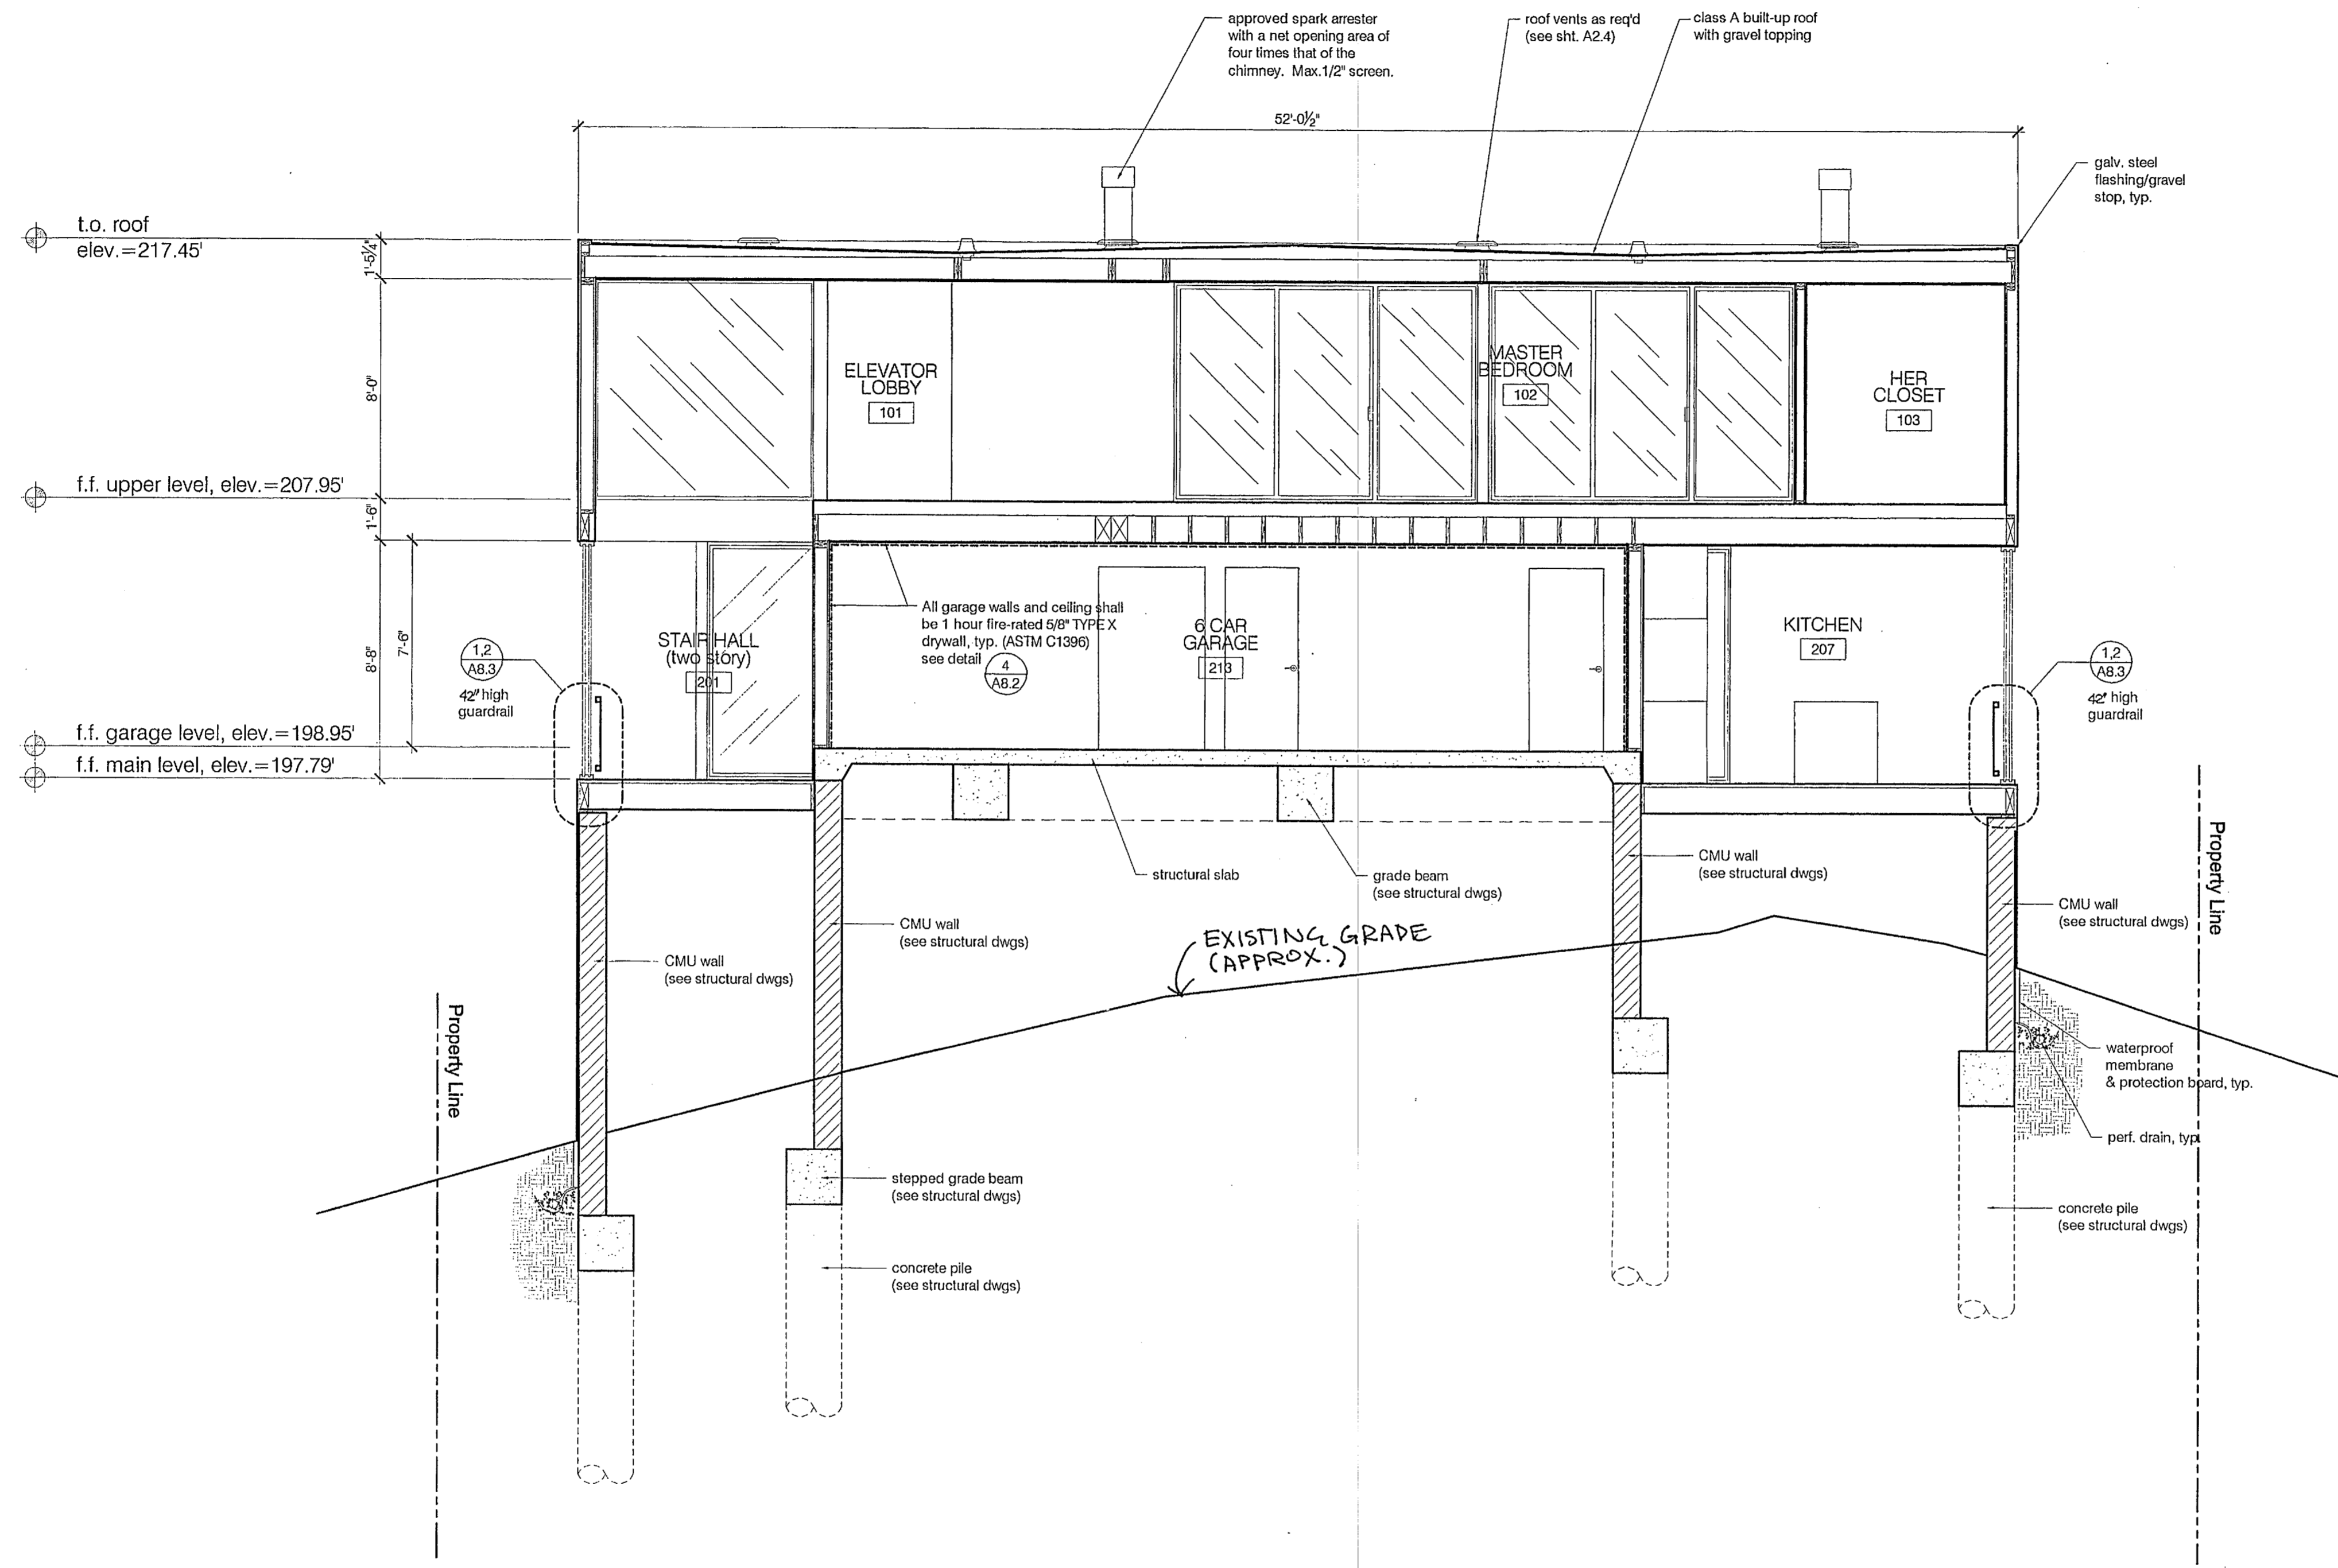 approved spark arrester
with a net opening area of
four times that of the
chimney. Max.1/2" screen.
roof vents as req'd
(see sht. A2.4)
class A built-up roof
with gravel topping
52'-0½"
galv. steel
flashing/gravel
stop, typ.
t.o. roof
elev.=217.45'
1'-5¼"
8'-0"
ELEVATOR
LOBBY
101
MASTER
BEDROOM
102
HER
CLOSET
103
f.f. upper level, elev.=207.95'
1'-6"
8'-8"
7'-6"
1,2
A8.3
42" high
guardrail
STAIR HALL
(two story)
201
All garage walls and ceiling shall
be 1 hour fire-rated 5/8" TYPE X
drywall, typ. (ASTM C1396)
see detail
4
A8.2
6 CAR
GARAGE
213
KITCHEN
207
1,2
A8.3
42" high
guardrail
f.f. garage level, elev.=198.95'
f.f. main level, elev.=197.79'
structural slab
grade beam
(see structural dwgs)
CMU wall
(see structural dwgs)
CMU wall
(see structural dwgs)
CMU wall
(see structural dwgs)
CMU wall
(see structural dwgs)
EXISTING GRADE
(APPROX.)
Property Line
Property Line
waterproof
membrane
& protection board, typ.
perf. drain, typ.
stepped grade beam
(see structural dwgs)
concrete pile
(see structural dwgs)
concrete pile
(see structural dwgs)